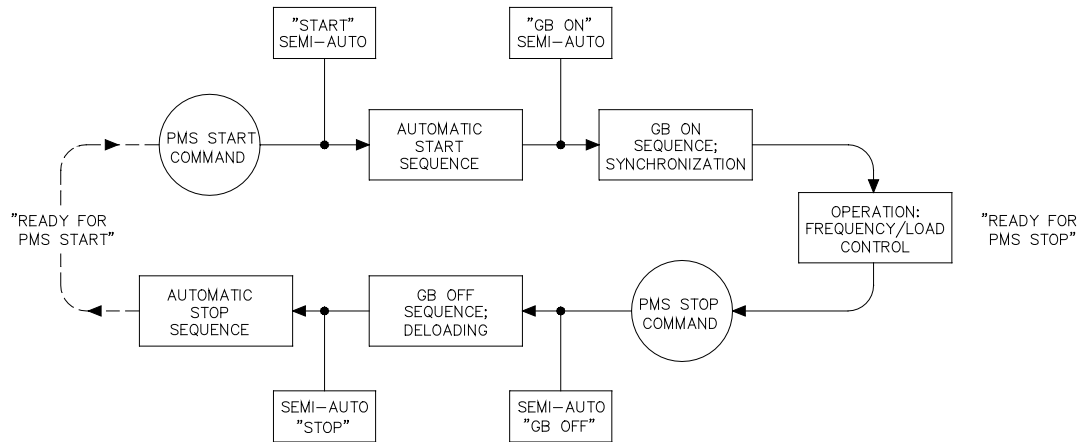 "START"
SEMI-AUTO
"GB ON"
SEMI-AUTO
PMS START
COMMAND
AUTOMATIC
START
SEQUENCE
GB ON
SEQUENCE;
SYNCHRONIZATION
"READY FOR
PMS START"
OPERATION:
FREQUENCY/LOAD
CONTROL
"READY FOR
PMS STOP"
AUTOMATIC
STOP
SEQUENCE
GB OFF
SEQUENCE;
DELOADING
PMS STOP
COMMAND
SEMI-AUTO
"STOP"
SEMI-AUTO
"GB OFF"